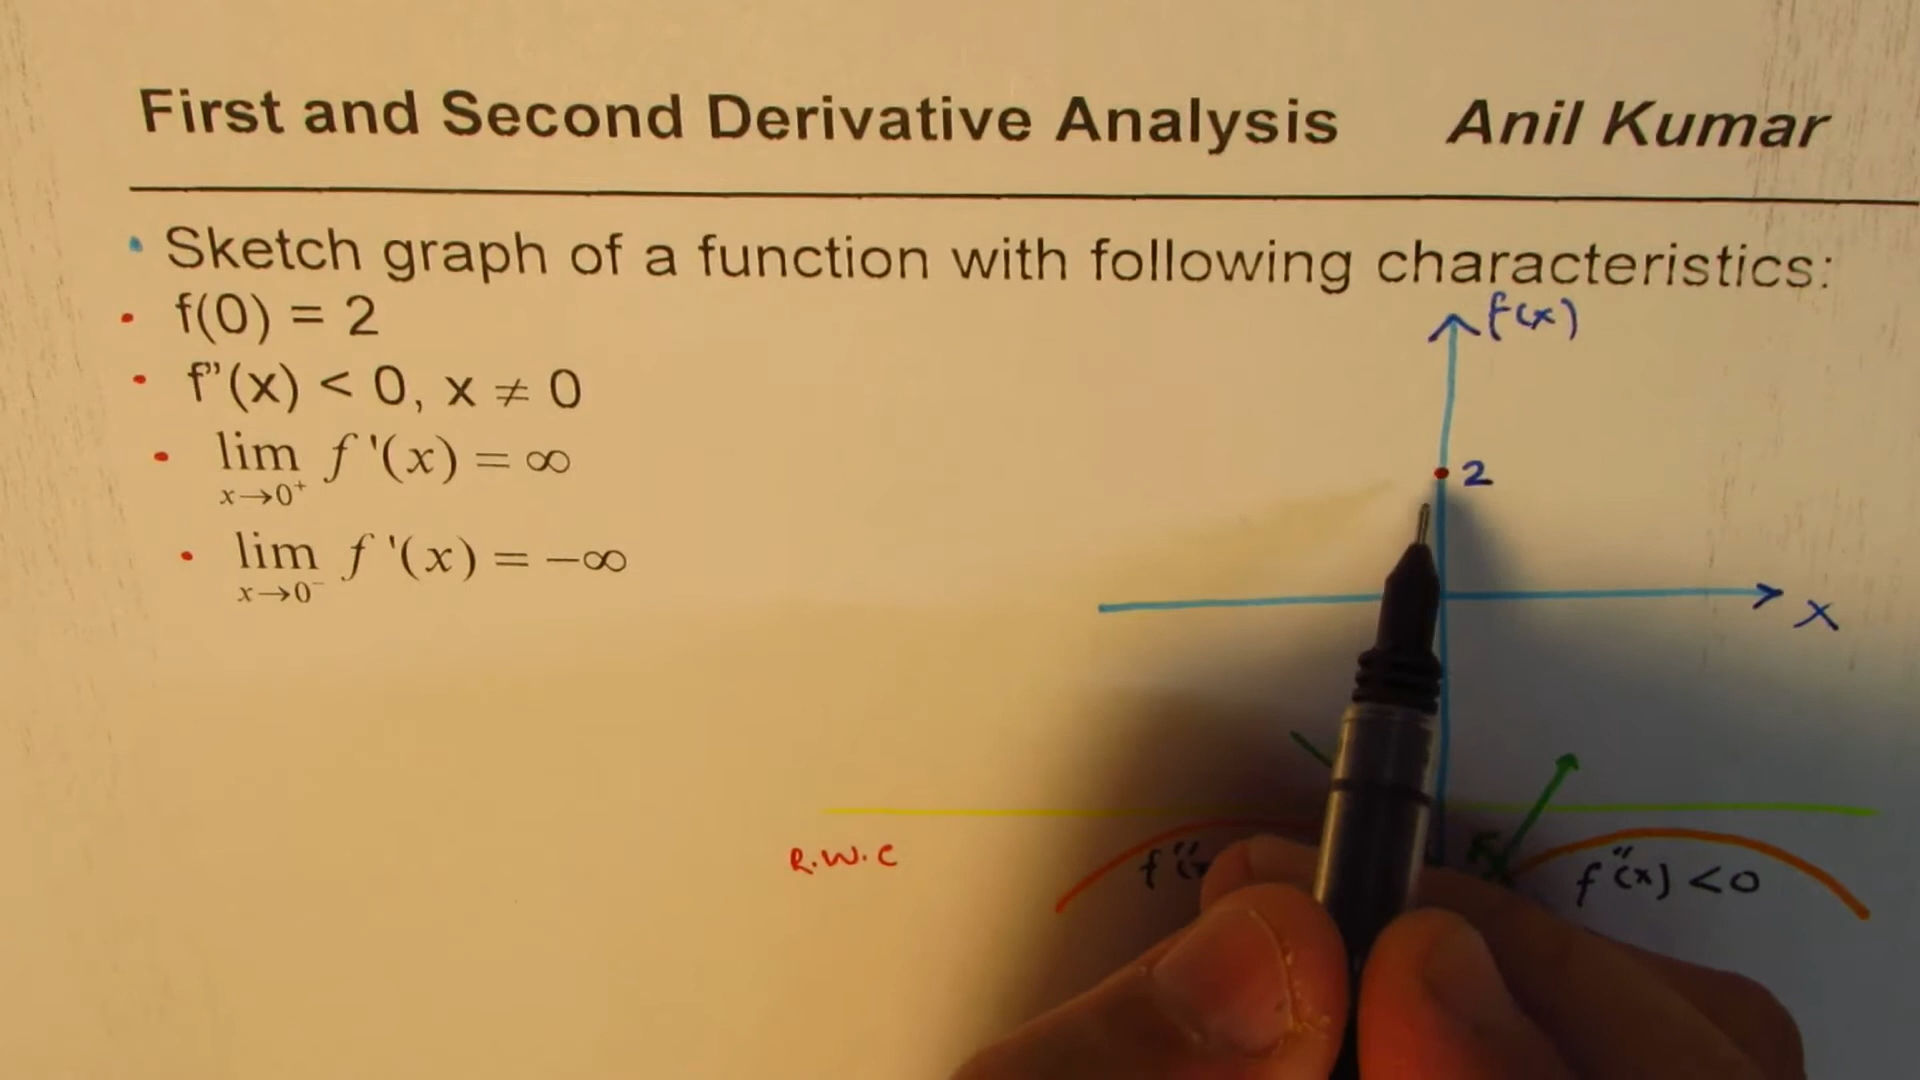 First and Second Derivative Analysis Anil Kumar
• Sketch graph of a function with following characteristics:
• f(0) = 2
• f”(x) < 0, x ≠ 0
• lim x→0⁺ f '(x) = ∞
• lim x→0⁻ f '(x) = −∞
f(x)
2
x
R.W.C
f"(x) <0